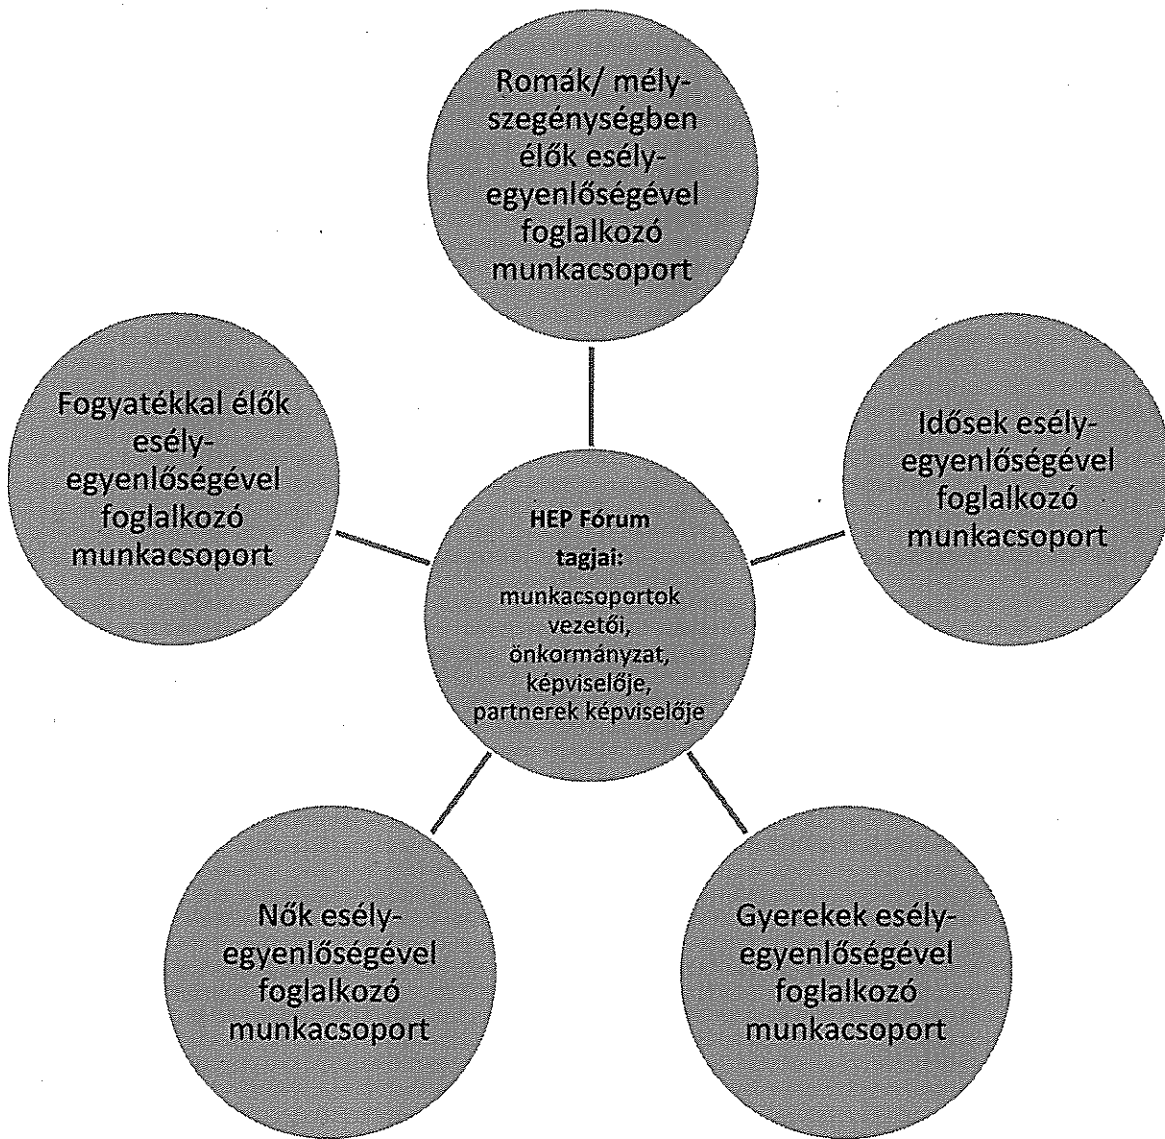 Romák/ mély-
szegénységben
élők esély-
egyenlőségével
foglalkozó
munkacsoport
Fogyatékkal élők
esély-
egyenlőségével
foglalkozó
munkacsoport
Idősek esély-
egyenlőségével
foglalkozó
munkacsoport
HEP Fórum
tagjai:
munkacsoportok
vezetői,
önkormányzat,
képviselője,
partnerek képviselője
Nők esély-
egyenlőségével
foglalkozó
munkacsoport
Gyerekek esély-
egyenlőségével
foglalkozó
munkacsoport